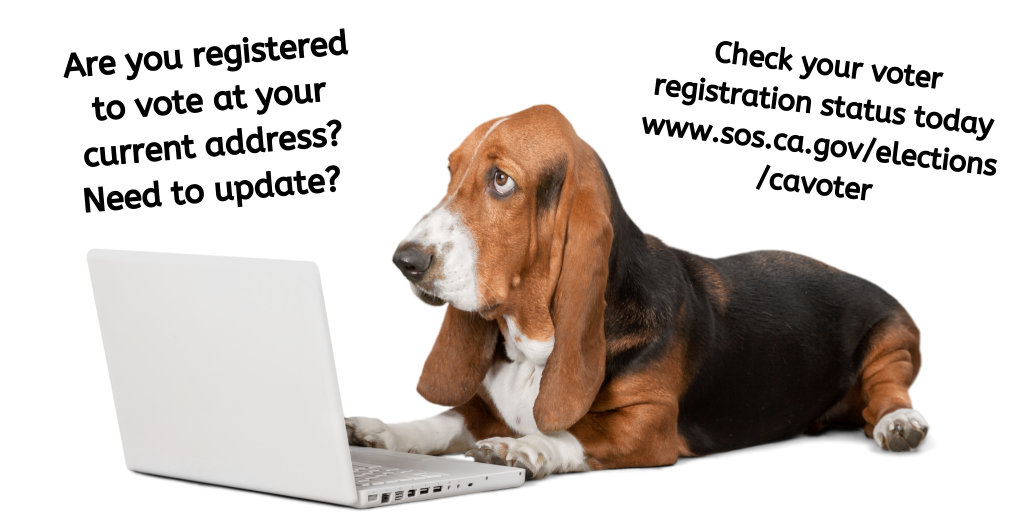 Are you registered
to vote at your
current address?
Need to update?
Check your voter
registration status today
www.sos.ca.gov/elections
/cavoter